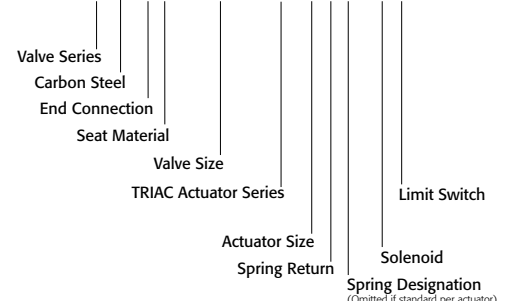 Valve Series
Carbon Steel
End Connection
Seat Material
Valve Size
TRIAC Actuator Series
Limit Switch
Actuator Size
Solenoid
Spring Return
Spring Designation
(Omitted if standard per actuator)